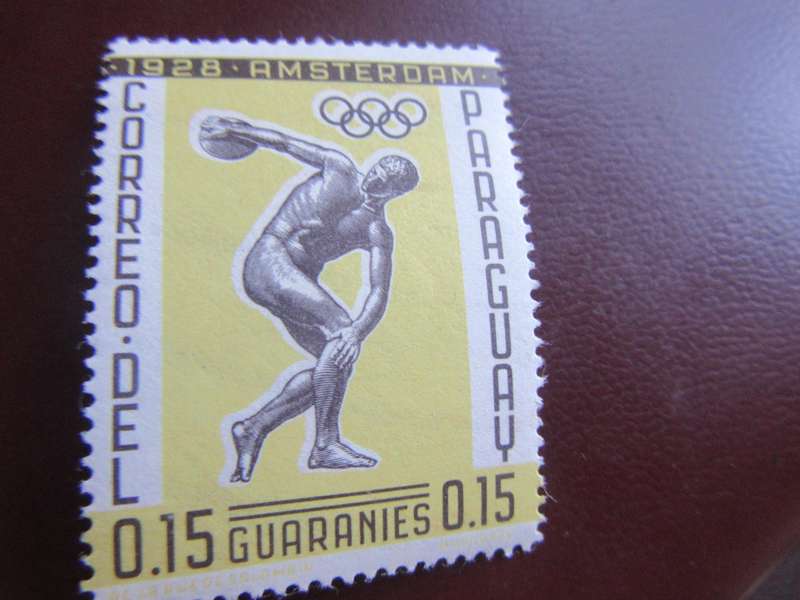 · 1928 · AMSTERDAM ·
CORREO · DEL
PARAGUAY
0.15 GUARANIES 0.15